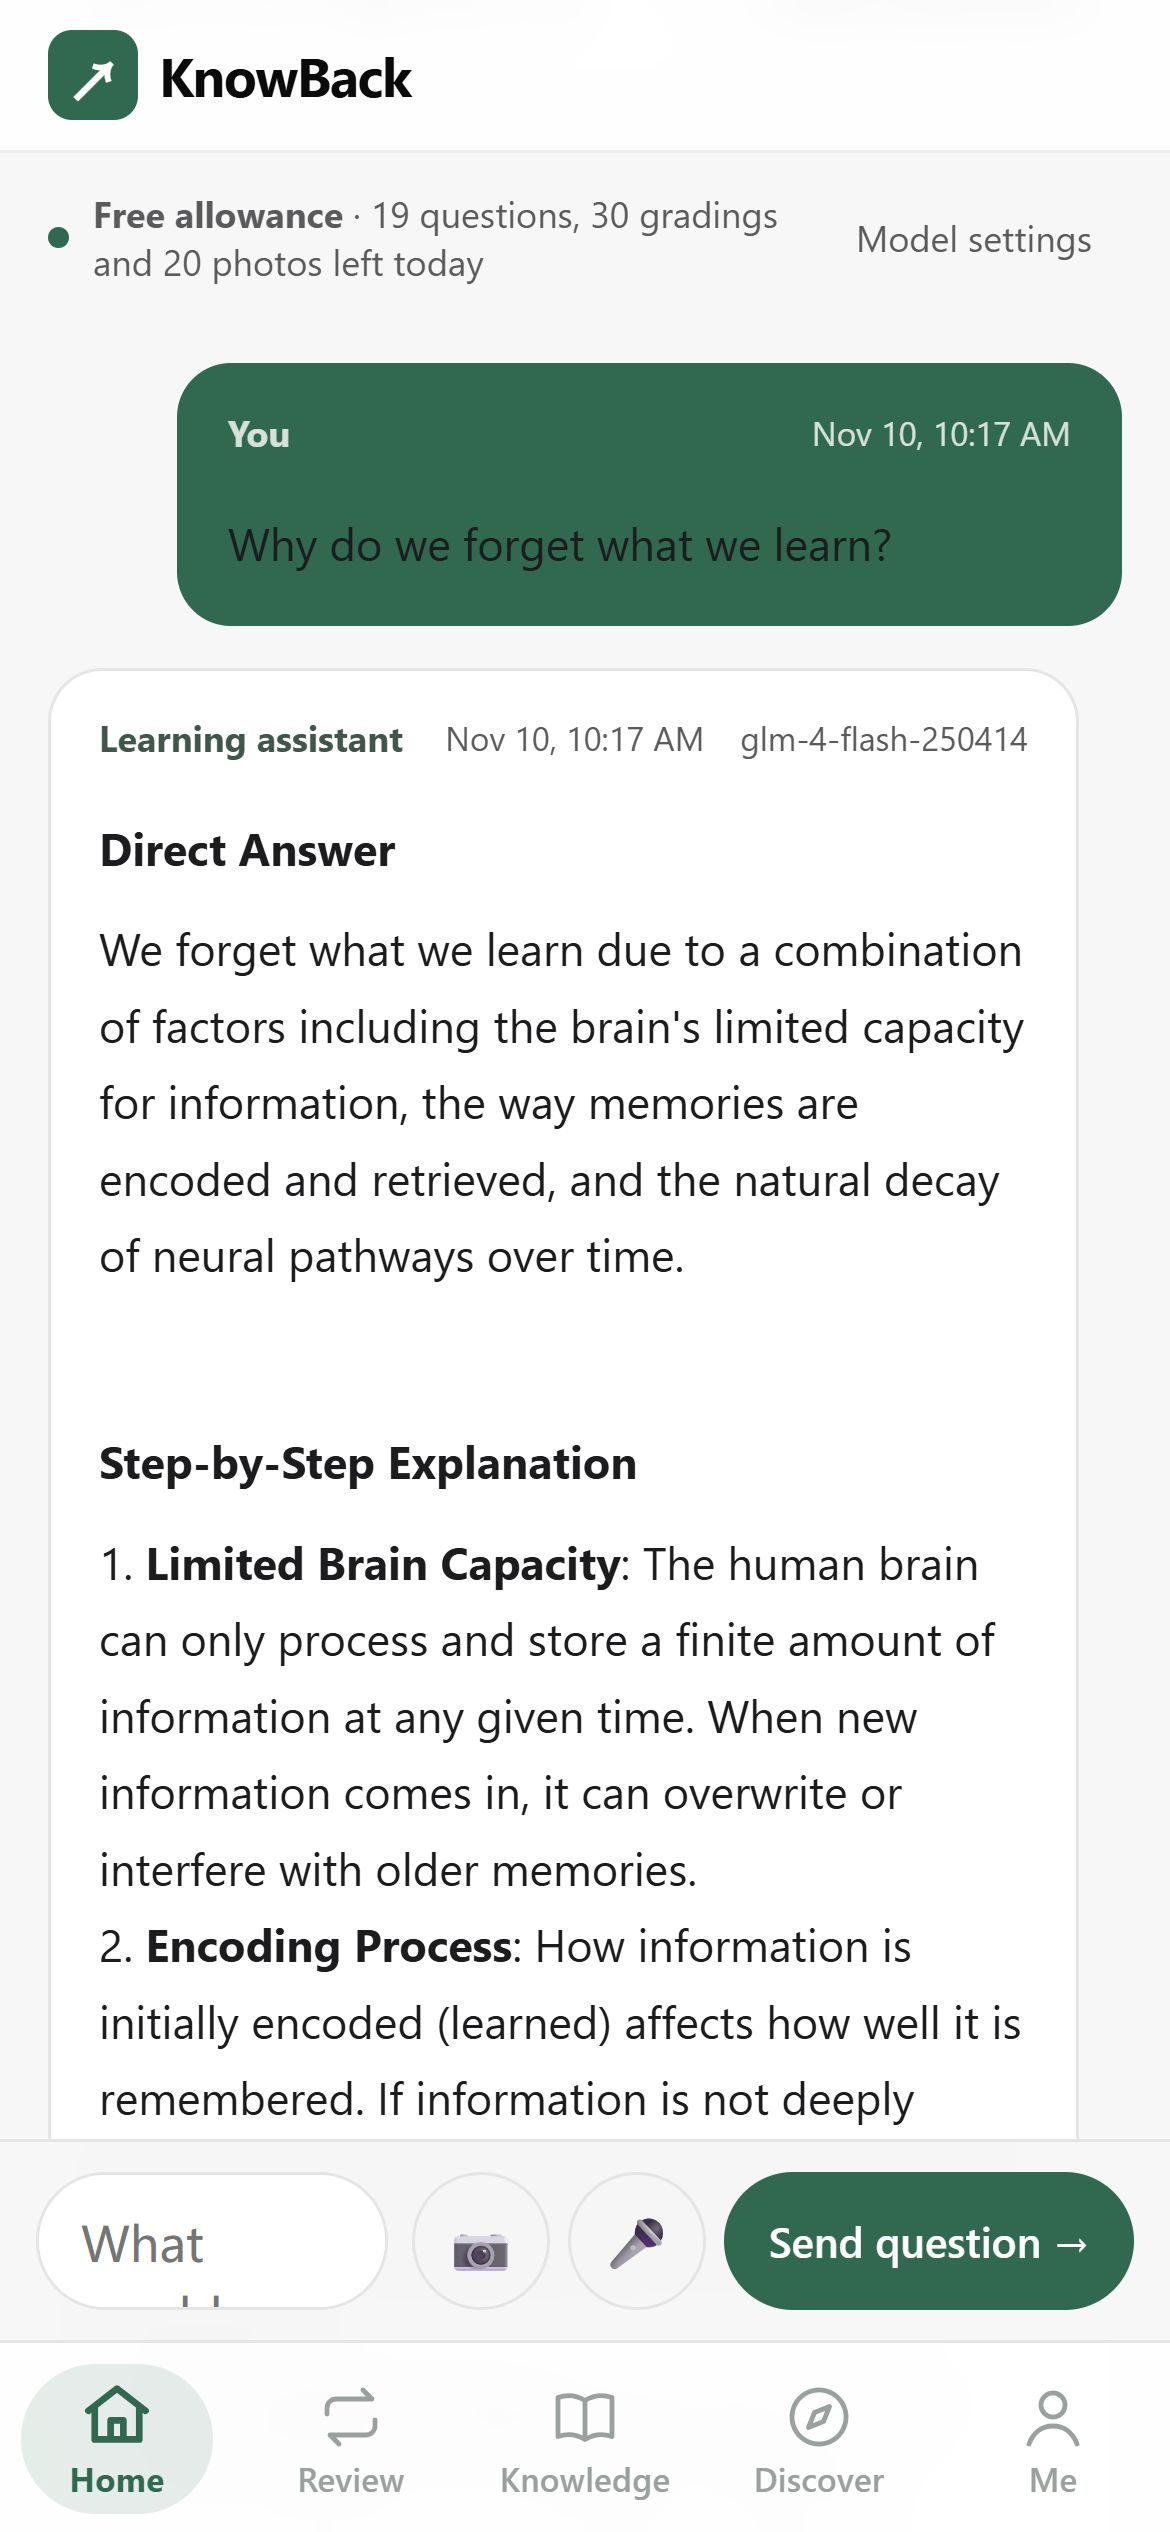 KnowBack
Free allowance · 19 questions, 30 gradings
and 20 photos left today
Model settings
You
Nov 10, 10:17 AM
Why do we forget what we learn?
Learning assistant
Nov 10, 10:17 AM
glm-4-flash-250414
Direct Answer
We forget what we learn due to a combination
of factors including the brain's limited capacity
for information, the way memories are
encoded and retrieved, and the natural decay
of neural pathways over time.
Step-by-Step Explanation
1. Limited Brain Capacity: The human brain
can only process and store a finite amount of
information at any given time. When new
information comes in, it can overwrite or
interfere with older memories.
2. Encoding Process: How information is
initially encoded (learned) affects how well it is
remembered. If information is not deeply
What
Send question →
Home
Review
Knowledge
Discover
Me